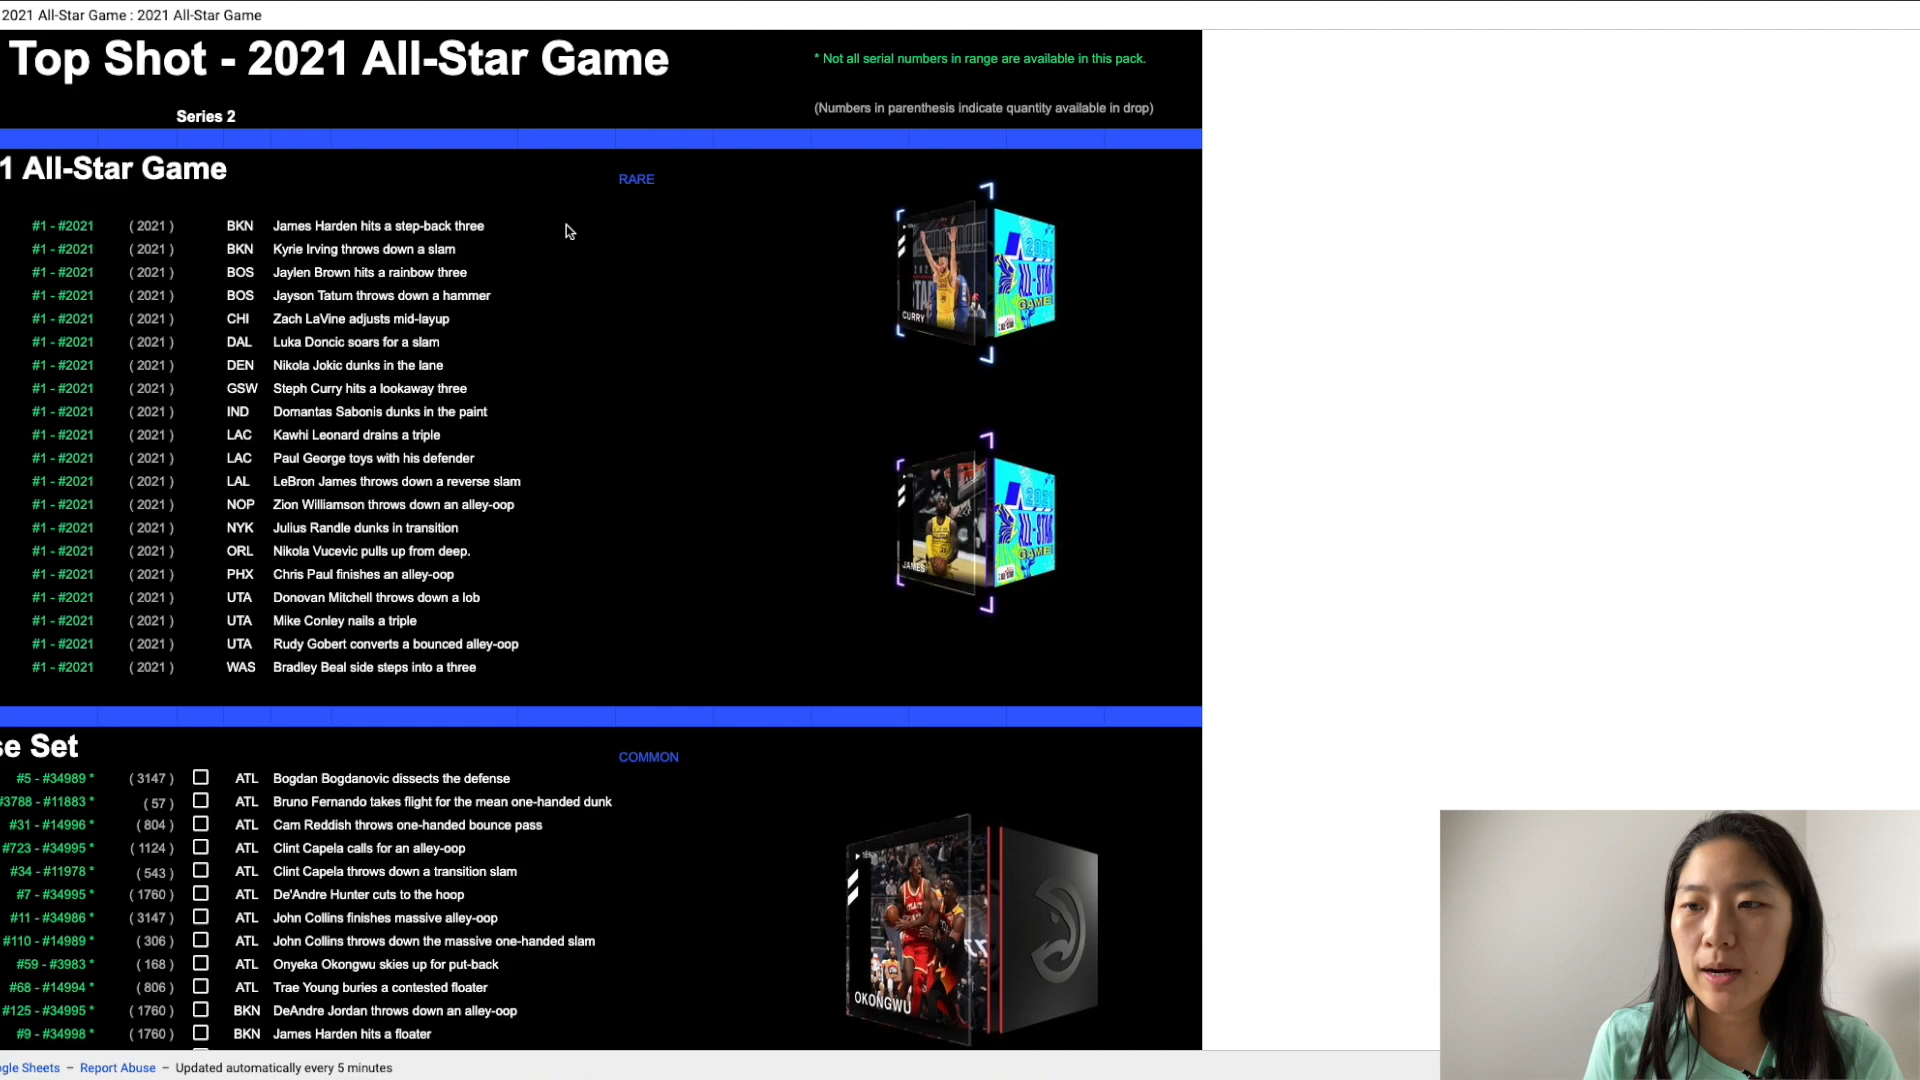 2021 All-Star Game : 2021 All-Star Game
Top Shot - 2021 All-Star Game
* Not all serial numbers in range are available in this pack.
(Numbers in parenthesis indicate quantity available in drop)
Series 2
1 All-Star Game
RARE
#1 - #2021 ( 2021 ) BKN James Harden hits a step-back three
#1 - #2021 ( 2021 ) BKN Kyrie Irving throws down a slam
#1 - #2021 ( 2021 ) BOS Jaylen Brown hits a rainbow three
#1 - #2021 ( 2021 ) BOS Jayson Tatum throws down a hammer
#1 - #2021 ( 2021 ) CHI Zach LaVine adjusts mid-layup
#1 - #2021 ( 2021 ) DAL Luka Doncic soars for a slam
#1 - #2021 ( 2021 ) DEN Nikola Jokic dunks in the lane
#1 - #2021 ( 2021 ) GSW Steph Curry hits a lookaway three
#1 - #2021 ( 2021 ) IND Domantas Sabonis dunks in the paint
#1 - #2021 ( 2021 ) LAC Kawhi Leonard drains a triple
#1 - #2021 ( 2021 ) LAC Paul George toys with his defender
#1 - #2021 ( 2021 ) LAL LeBron James throws down a reverse slam
#1 - #2021 ( 2021 ) NOP Zion Williamson throws down an alley-oop
#1 - #2021 ( 2021 ) NYK Julius Randle dunks in transition
#1 - #2021 ( 2021 ) ORL Nikola Vucevic pulls up from deep.
#1 - #2021 ( 2021 ) PHX Chris Paul finishes an alley-oop
#1 - #2021 ( 2021 ) UTA Donovan Mitchell throws down a lob
#1 - #2021 ( 2021 ) UTA Mike Conley nails a triple
#1 - #2021 ( 2021 ) UTA Rudy Gobert converts a bounced alley-oop
#1 - #2021 ( 2021 ) WAS Bradley Beal side steps into a three
CURRY
2021
ALL-STAR
GAME
JAMES
2021
ALL-STAR
GAME
se Set
COMMON
#5 - #34989 * ( 3147 ) ATL Bogdan Bogdanovic dissects the defense
#3788 - #11883 * ( 57 ) ATL Bruno Fernando takes flight for the mean one-handed dunk
#31 - #14996 * ( 804 ) ATL Cam Reddish throws one-handed bounce pass
#723 - #34995 * ( 1124 ) ATL Clint Capela calls for an alley-oop
#34 - #11978 * ( 543 ) ATL Clint Capela throws down a transition slam
#7 - #34995 * ( 1760 ) ATL De'Andre Hunter cuts to the hoop
#11 - #34986 * ( 3147 ) ATL John Collins finishes massive alley-oop
#110 - #14989 * ( 306 ) ATL John Collins throws down the massive one-handed slam
#59 - #3983 * ( 168 ) ATL Onyeka Okongwu skies up for put-back
#68 - #14994 * ( 806 ) ATL Trae Young buries a contested floater
#125 - #34995 * ( 1760 ) BKN DeAndre Jordan throws down an alley-oop
#9 - #34998 * ( 1760 ) BKN James Harden hits a floater
OKONGWU
gle Sheets – Report Abuse – Updated automatically every 5 minutes